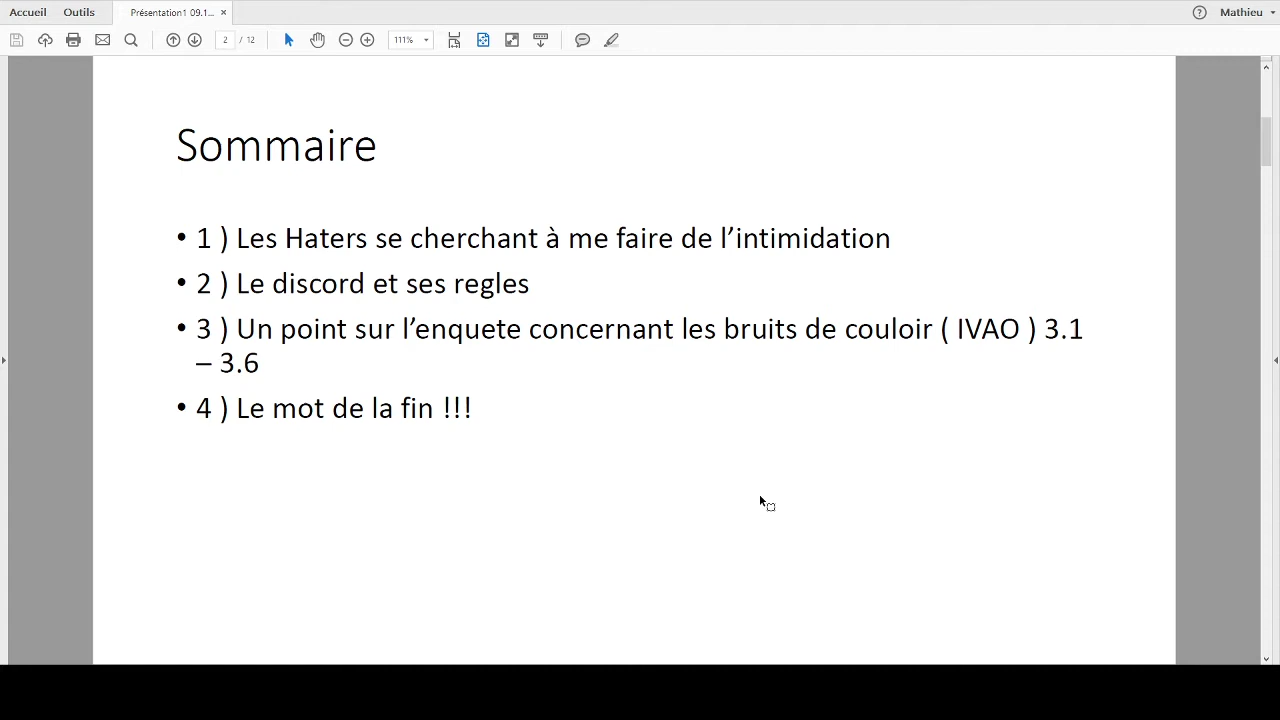 Accueil Outils Présentation1 09.1... × ? Mathieu
2 / 12 111%
Sommaire
• 1 ) Les Haters se cherchant à me faire de l’intimidation
• 2 ) Le discord et ses regles
• 3 ) Un point sur l’enquete concernant les bruits de couloir ( IVAO ) 3.1
– 3.6
• 4 ) Le mot de la fin !!!